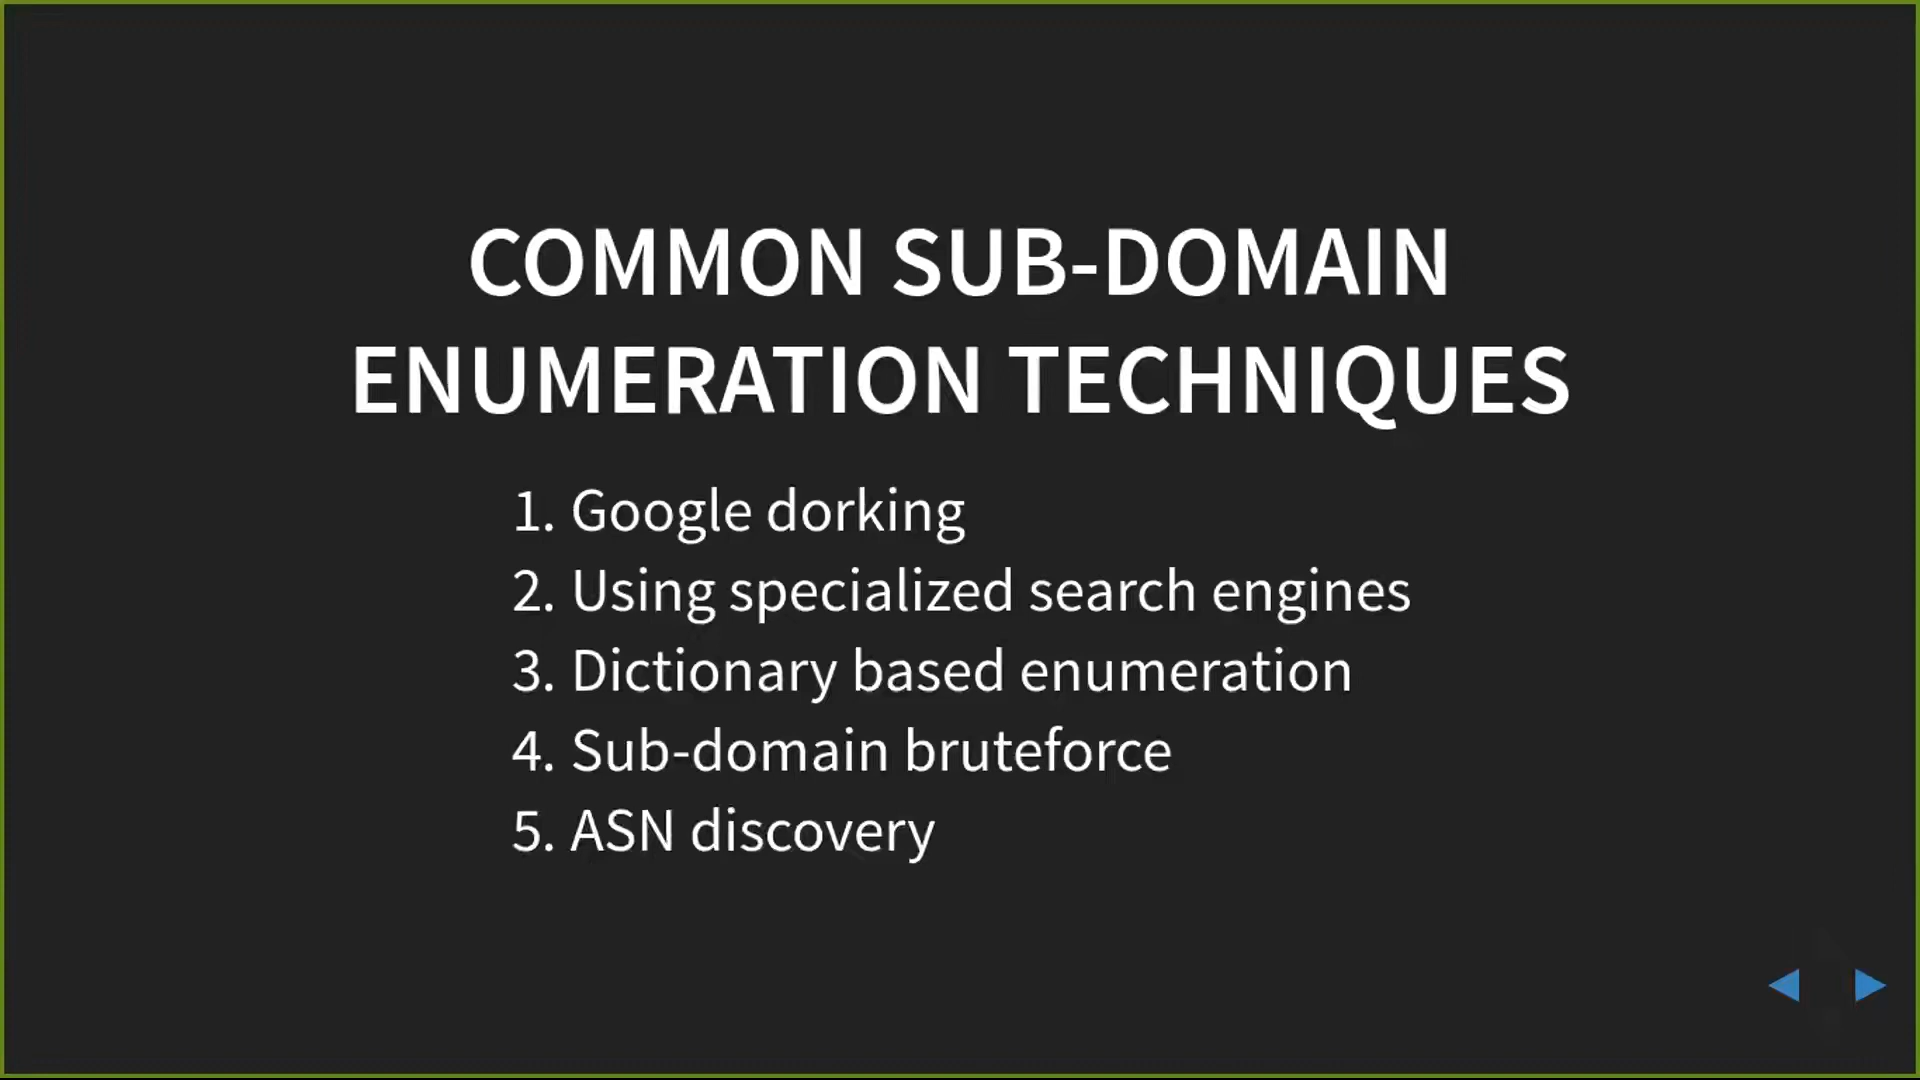 COMMON SUB-DOMAIN
ENUMERATION TECHNIQUES
1. Google dorking
2. Using specialized search engines
3. Dictionary based enumeration
4. Sub-domain bruteforce
5. ASN discovery